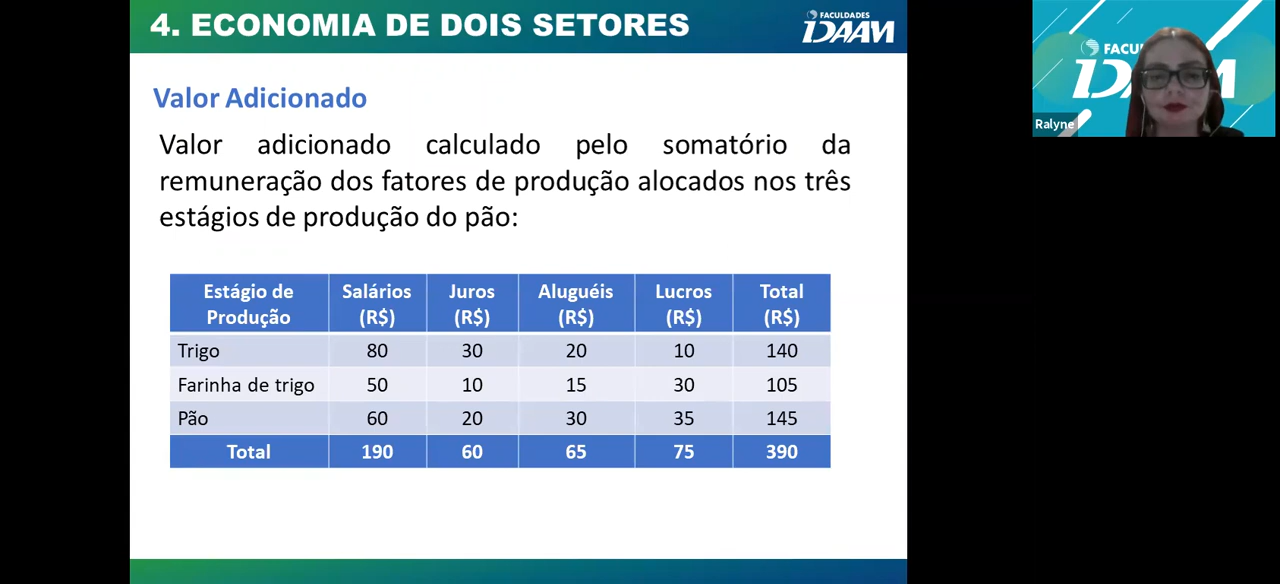 4. ECONOMIA DE DOIS SETORES
FACULDADES
IDAAM
Valor Adicionado
Valor adicionado calculado pelo somatório da
remuneração dos fatores de produção alocados nos três
estágios de produção do pão:
Estágio de Produção Salários (R$) Juros (R$) Aluguéis (R$) Lucros (R$) Total (R$)
Trigo 80 30 20 10 140
Farinha de trigo 50 10 15 30 105
Pão 60 20 30 35 145
Total 190 60 65 75 390
FACU
Ralyne